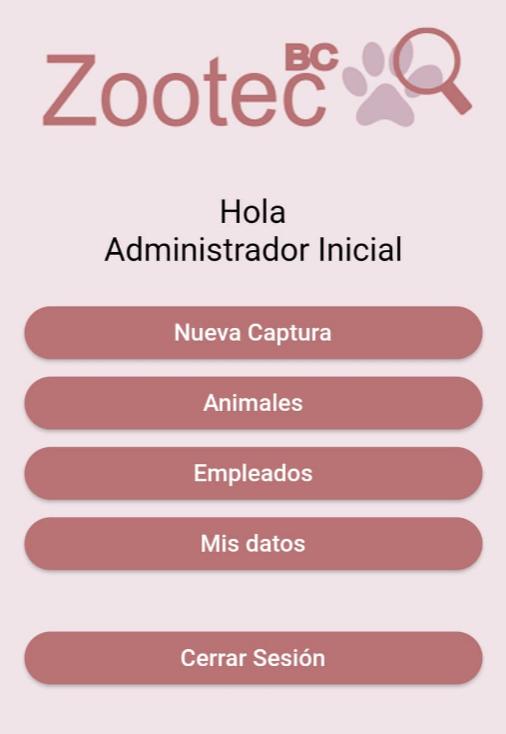 Zootec BC
Hola
Administrador Inicial
Nueva Captura
Animales
Empleados
Mis datos
Cerrar Sesión